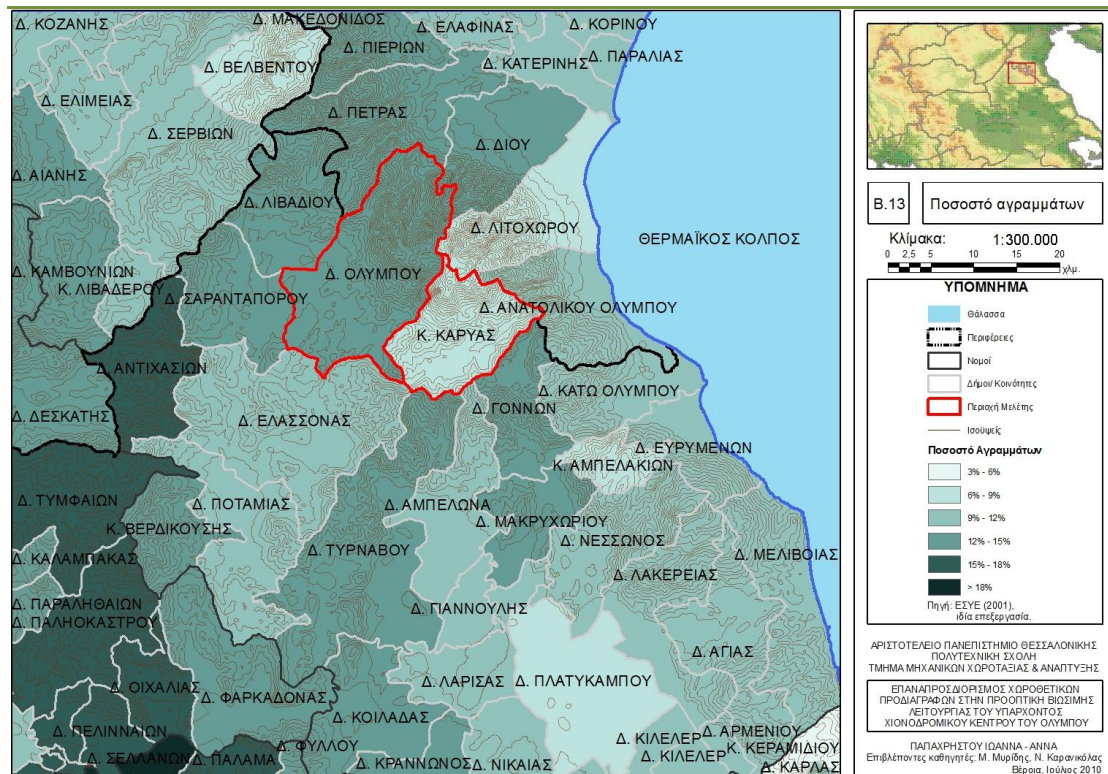 Δ. ΚΟΖΑΝΗΣ
Δ. ΜΑΚΕΔΟΝΙΔΟΣ
Δ. ΕΛΑΦΙΝΑΣ
Δ. ΚΟΡΙΝΟΥ
Δ. ΠΙΕΡΙΩΝ
Δ. ΠΑΡΑΛΙΑΣ
Δ. ΒΕΛΒΕΝΤΟΥ
Δ. ΚΑΤΕΡΙΝΗΣ
Δ. ΕΛΙΜΕΙΑΣ
Δ. ΠΕΤΡΑΣ
Δ. ΣΕΡΒΙΩΝ
Δ. ΔΙΟΥ
Δ. ΑΙΑΝΗΣ
Δ. ΛΙΒΑΔΙΟΥ
Δ. ΛΙΤΟΧΩΡΟΥ
ΘΕΡΜΑΪΚΟΣ ΚΟΛΠΟΣ
Δ. ΚΑΜΒΟΥΝΙΩΝ
Κ. ΛΙΒΑΔΕΡΟΥ
Δ. ΟΛΥΜΠΟΥ
Δ. ΣΑΡΑΝΤΑΠΟΡΟΥ
Δ. ΑΝΑΤΟΛΙΚΟΥ ΟΛΥΜΠΟΥ
Κ. ΚΑΡΥΑΣ
Δ. ΑΝΤΙΧΑΣΙΩΝ
Δ. ΚΑΤΩ ΟΛΥΜΠΟΥ
Δ. ΔΕΣΚΑΤΗΣ
Δ. ΕΛΑΣΣΟΝΑΣ
Δ. ΓΟΝΝΩΝ
Δ. ΕΥΡΥΜΕΝΩΝ
Κ. ΑΜΠΕΛΑΚΙΩΝ
Δ. ΤΥΜΦΑΙΩΝ
Δ. ΠΟΤΑΜΙΑΣ
Δ. ΑΜΠΕΛΩΝΑ
Κ. ΒΕΡΔΙΚΟΥΣΗΣ
Δ. ΜΑΚΡΥΧΩΡΙΟΥ
Δ. ΤΥΡΝΑΒΟΥ
Δ. ΝΕΣΣΩΝΟΣ
Δ. ΜΕΛΙΒΟΙΑΣ
Δ. ΚΑΛΑΜΠΑΚΑΣ
Δ. ΛΑΚΕΡΕΙΑΣ
Δ. ΠΑΡΑΛΗΘΑΙΩΝ
Δ. ΠΑΛΗΟΚΑΣΤΡΟΥ
Δ. ΓΙΑΝΝΟΥΛΗΣ
Δ. ΑΓΙΑΣ
Δ. ΟΙΧΑΛΙΑΣ
Δ. ΦΑΡΚΑΔΟΝΑΣ
Δ. ΛΑΡΙΣΑΣ
Δ. ΠΛΑΤΥΚΑΜΠΟΥ
Δ. ΚΟΙΛΑΔΑΣ
Δ. ΠΕΛΙΝΝΑΙΩΝ
Δ. ΑΡΜΕΝΙΟΥ
Δ. ΦΥΛΛΟΥ
Δ. ΚΙΛΕΛΕΡ
Δ. ΚΙΛΕΛΕΡ
Κ. ΚΕΡΑΜΙΔΙΟΥ
Δ. ΣΕΛΛΑΝΩΝ
Δ. ΠΑΛΑΜΑ
Δ. ΚΡΑΝΝΩΝΟΣ
Δ. ΝΙΚΑΙΑΣ
Δ. ΚΑΡΛΑΣ
Β.13
Ποσοστό αγραμμάτων
Κλίμακα: 1:300.000
0 2,5 5 10 15 20
χλμ.
ΥΠΟΜΝΗΜΑ
Θάλασσα
Περιφέρειες
Νομοί
Δήμοι/ Κοινότητες
Περιοχή Μελέτης
Ισοϋψείς
Ποσοστό Αγραμμάτων
3% - 6%
6% - 9%
9% - 12%
12% - 15%
15% - 18%
> 18%
Πηγή: ΕΣΥΕ (2001),
ιδία επεξεργασία.
ΑΡΙΣΤΟΤΕΛΕΙΟ ΠΑΝΕΠΙΣΤΗΜΙΟ ΘΕΣΣΑΛΟΝΙΚΗΣ
ΠΟΛΥΤΕΧΝΙΚΗ ΣΧΟΛΗ
ΤΜΗΜΑ ΜΗΧΑΝΙΚΩΝ ΧΩΡΟΤΑΞΙΑΣ & ΑΝΑΠΤΥΞΗΣ
ΕΠΑΝΑΠΡΟΣΔΙΟΡΙΣΜΟΣ ΧΩΡΟΘΕΤΙΚΩΝ
ΠΡΟΔΙΑΓΡΑΦΩΝ ΣΤΗΝ ΠΡΟΟΠΤΙΚΗ ΒΙΩΣΙΜΗΣ
ΛΕΙΤΟΥΡΓΙΑΣ ΤΟΥ ΥΠΑΡΧΟΝΤΟΣ
ΧΙΟΝΟΔΡΟΜΙΚΟΥ ΚΕΝΤΡΟΥ ΤΟΥ ΟΛΥΜΠΟΥ
ΠΑΠΑΧΡΗΣΤΟΥ ΙΩΑΝΝΑ - ΑΝΝΑ
Επιβλέποντες καθηγητές: Μ. Μυρίδης, Ν. Καρανικόλας
Βέροια, Ιούλιος 2010